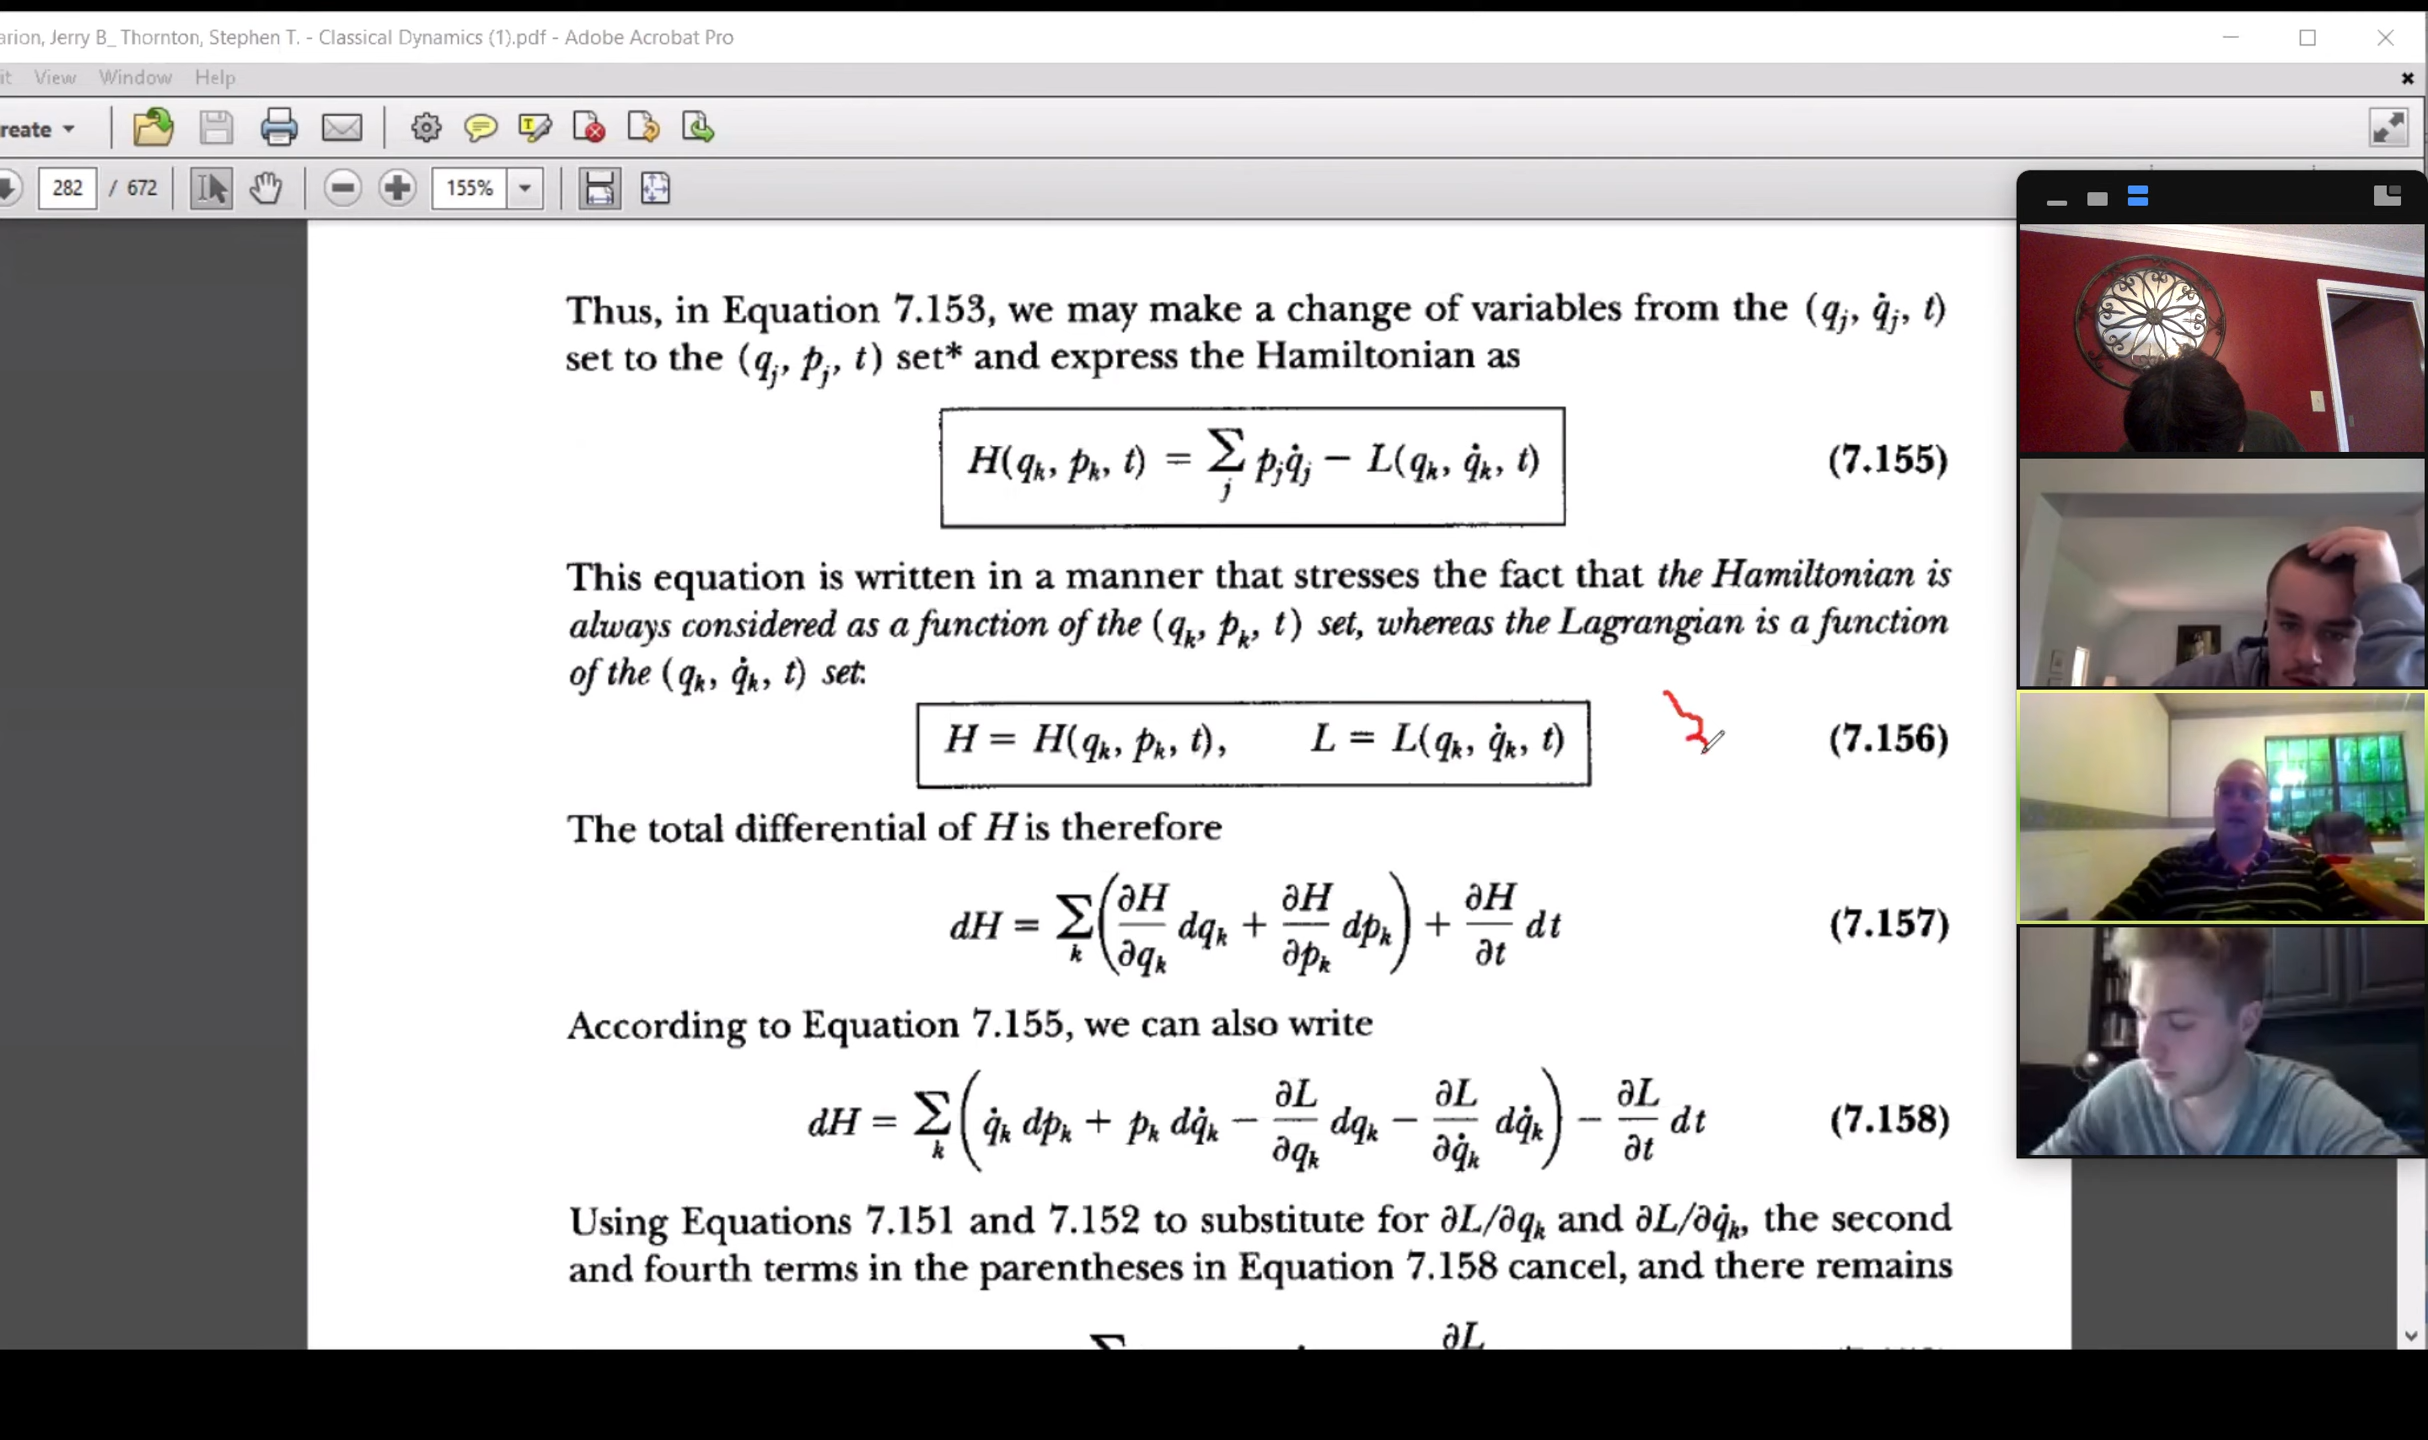 arion, Jerry B_ Thornton, Stephen T. - Classical Dynamics (1).pdf - Adobe Acrobat Pro
it View Window Help
reate
282 / 672 155%
Thus, in Equation 7.153, we may make a change of variables from the (qⱼ, q̇ⱼ, t)
set to the (qⱼ, pⱼ, t) set* and express the Hamiltonian as
H(qₖ, pₖ, t) = ∑ⱼ pⱼq̇ⱼ − L(qₖ, q̇ₖ, t) (7.155)
This equation is written in a manner that stresses the fact that the Hamiltonian is
always considered as a function of the (qₖ, pₖ, t) set, whereas the Lagrangian is a function
of the (qₖ, q̇ₖ, t) set:
H = H(qₖ, pₖ, t), L = L(qₖ, q̇ₖ, t) (7.156)
The total differential of H is therefore
dH = ∑ₖ (∂H/∂qₖ dqₖ + ∂H/∂pₖ dpₖ) + ∂H/∂t dt (7.157)
According to Equation 7.155, we can also write
dH = ∑ₖ (q̇ₖ dpₖ + pₖ dq̇ₖ − ∂L/∂qₖ dqₖ − ∂L/∂q̇ₖ dq̇ₖ) − ∂L/∂t dt (7.158)
Using Equations 7.151 and 7.152 to substitute for ∂L/∂qₖ and ∂L/∂q̇ₖ, the second
and fourth terms in the parentheses in Equation 7.158 cancel, and there remains
∂L